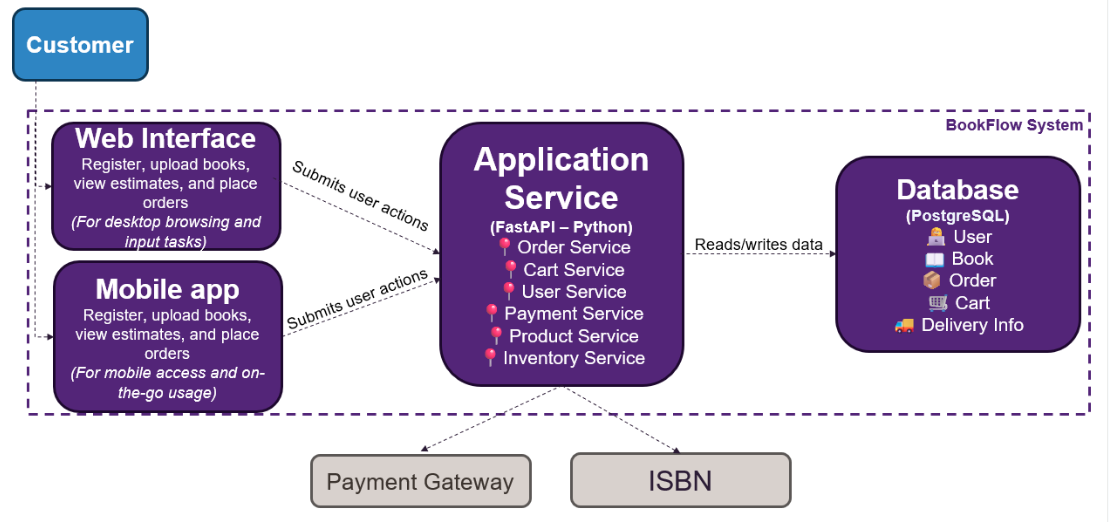 Customer
BookFlow System
Web Interface
Register, upload books,
view estimates, and place
orders
(For desktop browsing and
input tasks)
Mobile app
Register, upload books,
view estimates, and place
orders
(For mobile access and on-
the-go usage)
Submits user actions
Submits user actions
Application
Service
(FastAPI – Python)
Order Service
Cart Service
User Service
Payment Service
Product Service
Inventory Service
Reads/writes data
Database
(PostgreSQL)
User
Book
Order
Cart
Delivery Info
Payment Gateway
ISBN